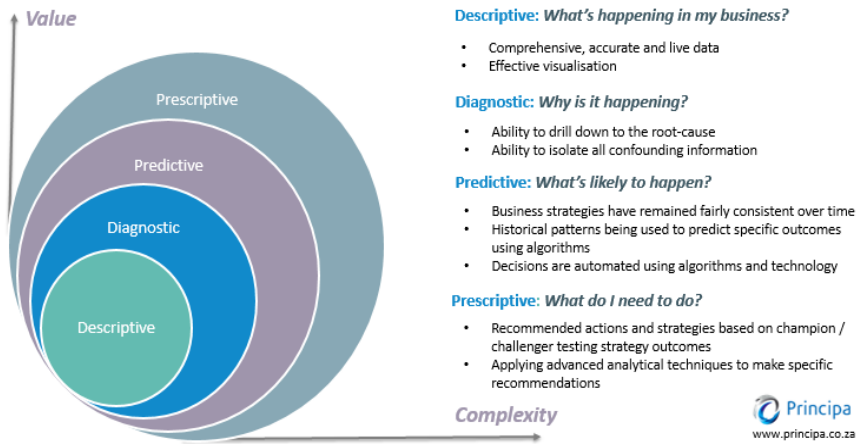 Value
Prescriptive
Predictive
Diagnostic
Descriptive
Complexity
Descriptive: What's happening in my business?
• Comprehensive, accurate and live data
• Effective visualisation
Diagnostic: Why is it happening?
• Ability to drill down to the root-cause
• Ability to isolate all confounding information
Predictive: What's likely to happen?
• Business strategies have remained fairly consistent over time
• Historical patterns being used to predict specific outcomes
using algorithms
• Decisions are automated using algorithms and technology
Prescriptive: What do I need to do?
• Recommended actions and strategies based on champion /
challenger testing strategy outcomes
• Applying advanced analytical techniques to make specific
recommendations
Principa
www.principa.co.za